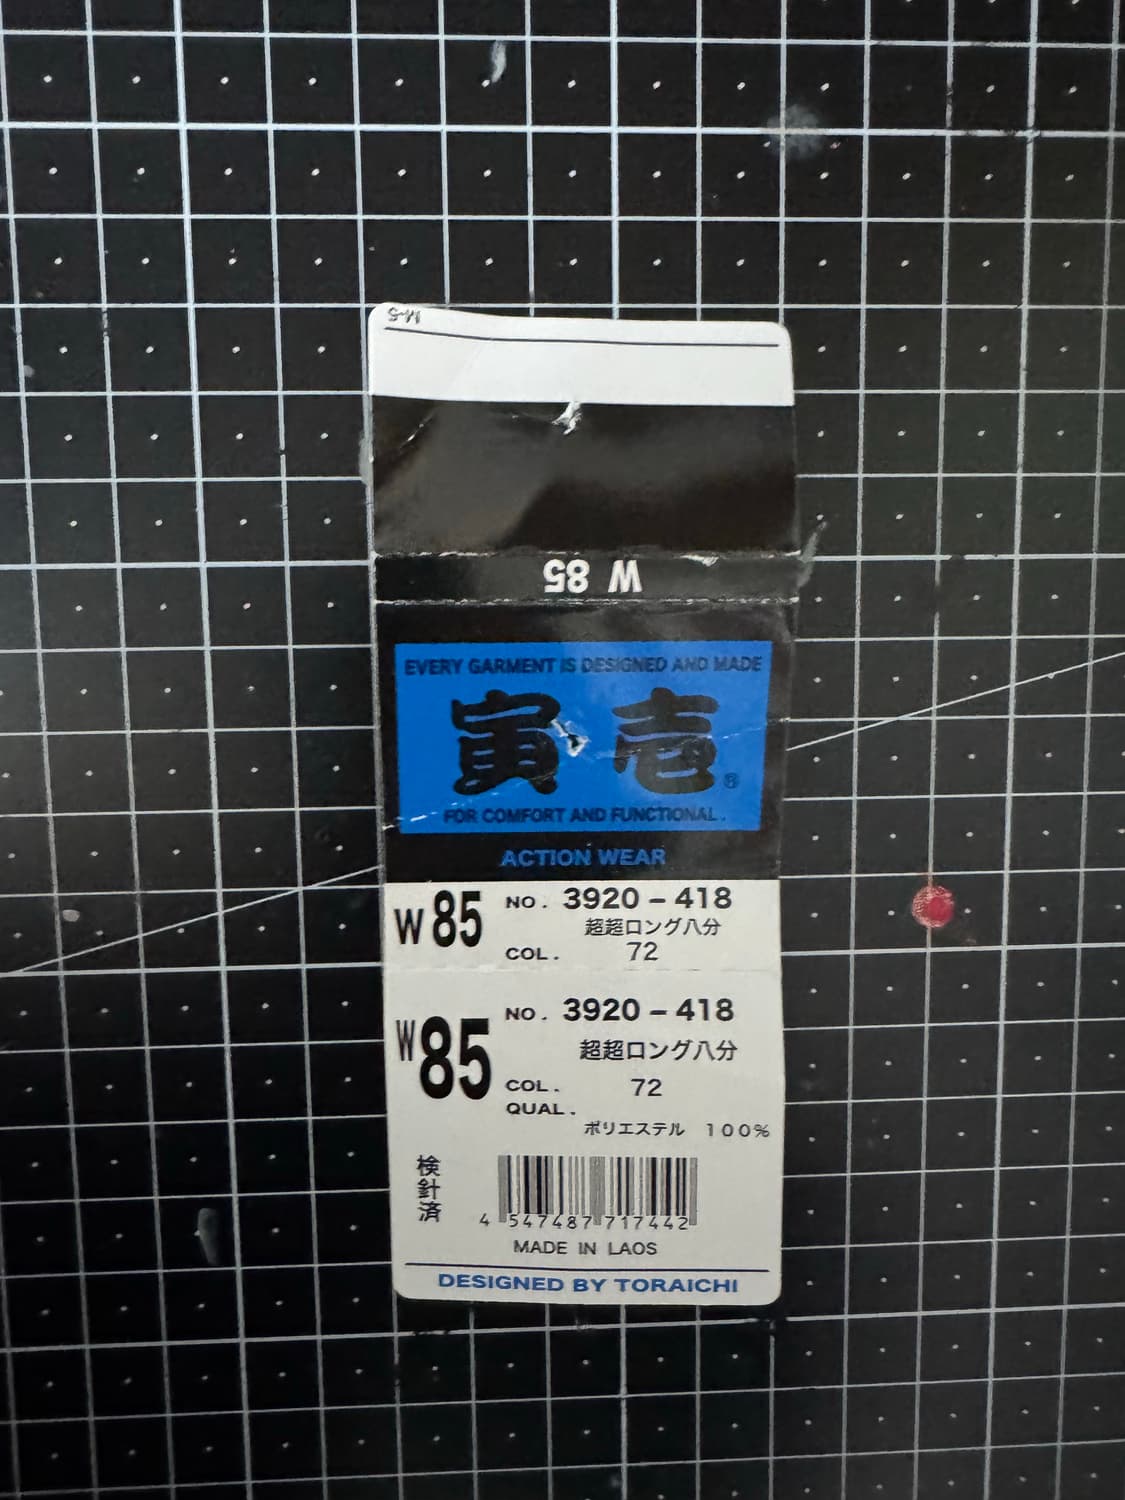 M-5
W 85
EVERY GARMENT IS DESIGNED AND MADE
寅壱®
FOR COMFORT AND FUNCTIONAL.
ACTION WEAR
W85 NO. 3920-418
超超ロング八分
COL. 72
W85 NO. 3920-418
超超ロング八分
COL. 72
QUAL.
ポリエステル 100%
検針済
4 547487 717442
MADE IN LAOS
DESIGNED BY TORAICHI